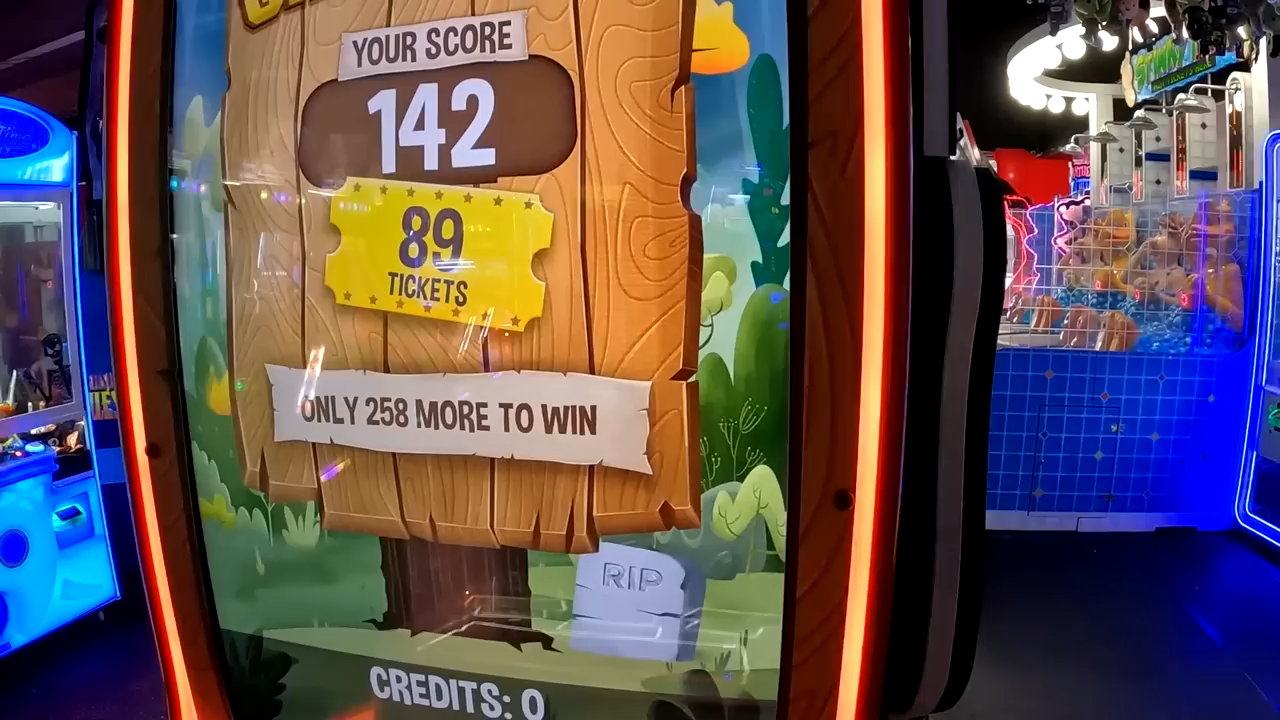 YOUR SCORE
142
89
TICKETS
ONLY 258 MORE TO WIN
RIP
CREDITS: 0